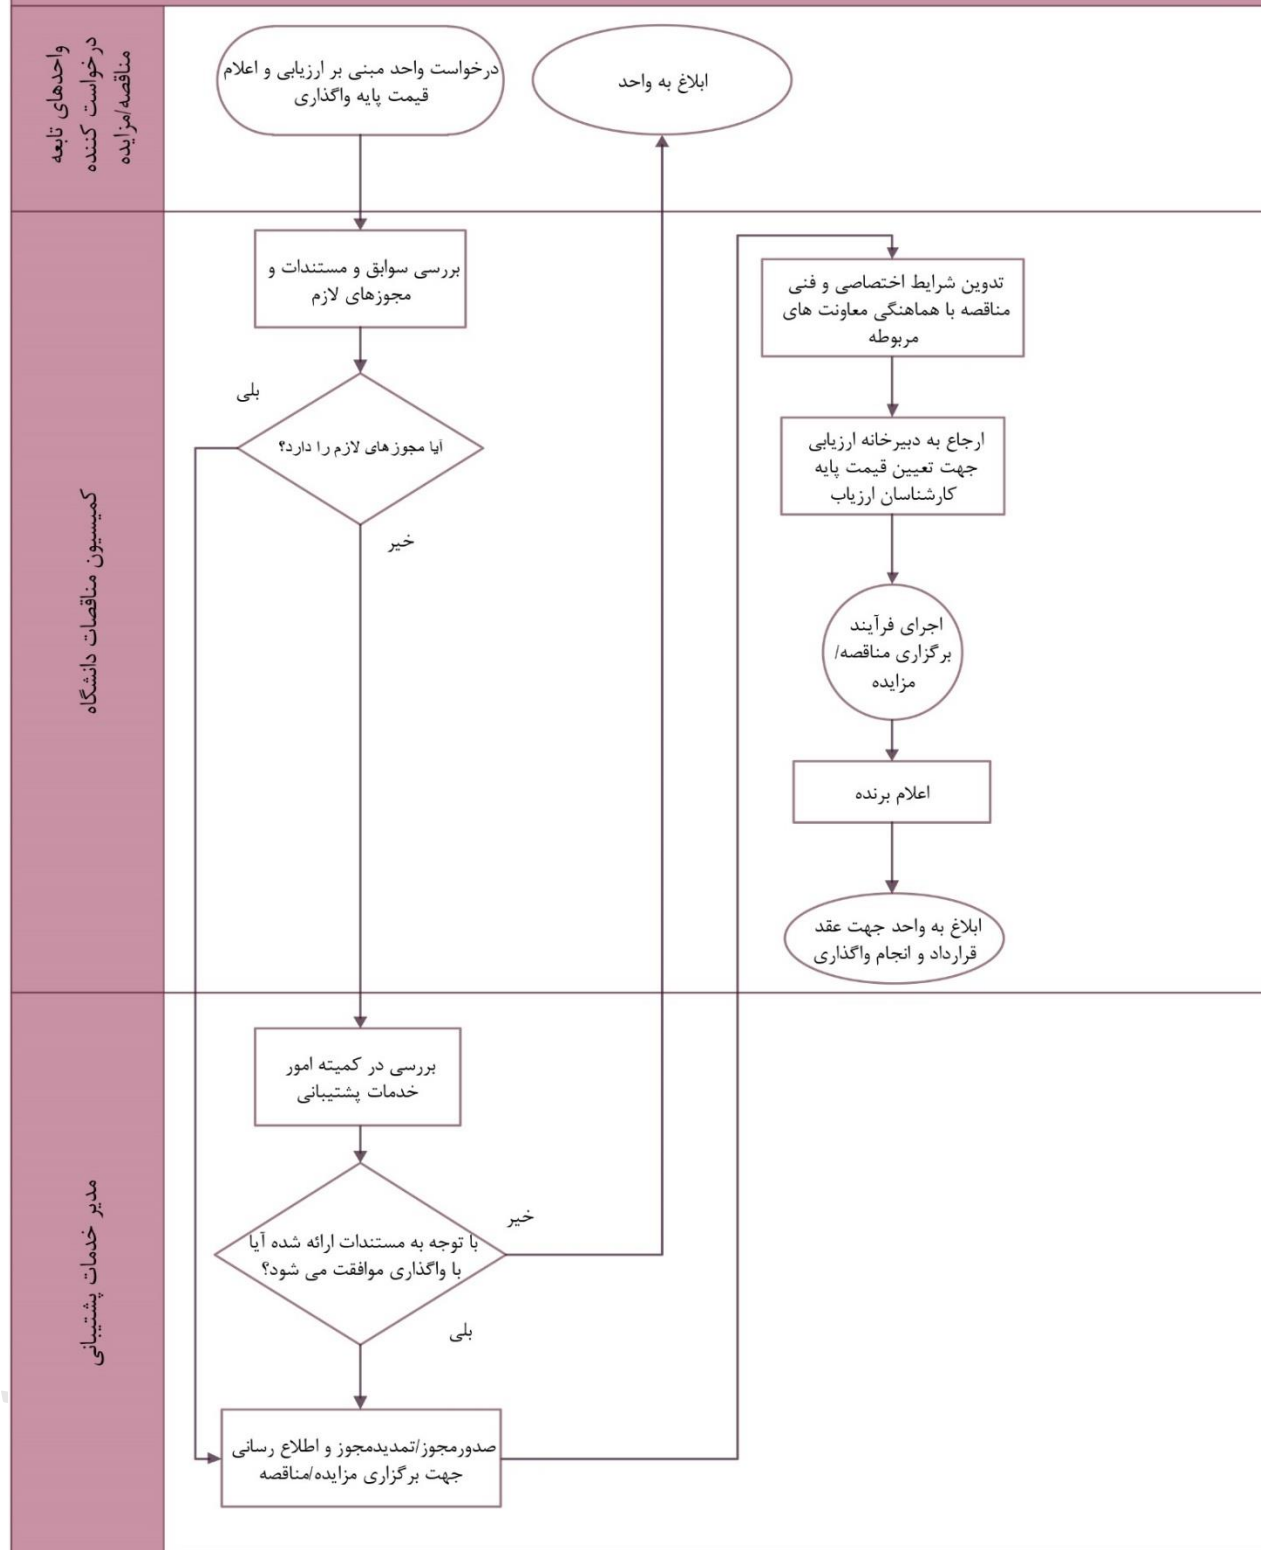 واحدهای تابعه
درخواست کننده
مناقصه/مزایده
درخواست واحد مبنی بر ارزیابی و اعلام
قیمت پایه واگذاری
ابلاغ به واحد
کمیسیون مناقصات دانشگاه
بررسی سوابق و مستندات و
مجوزهای لازم
آیا مجوز های لازم را دارد؟
بلی
خیر
تدوین شرایط اختصاصی و فنی
مناقصه با هماهنگی معاونت های
مربوطه
ارجاع به دبیرخانه ارزیابی
جهت تعیین قیمت پایه
کارشناسان ارزیاب
اجرای فرآیند
برگزاری مناقصه/
مزایده
اعلام برنده
ابلاغ به واحد جهت عقد
قرارداد و انجام واگذاری
مدیر خدمات پشتیبانی
بررسی در کمیته امور
خدمات پشتیبانی
با توجه به مستندات ارائه شده آیا
با واگذاری موافقت می شود؟
خیر
بلی
صدورمجوز/تمدیدمجوز و اطلاع رسانی
جهت برگزاری مزایده/مناقصه